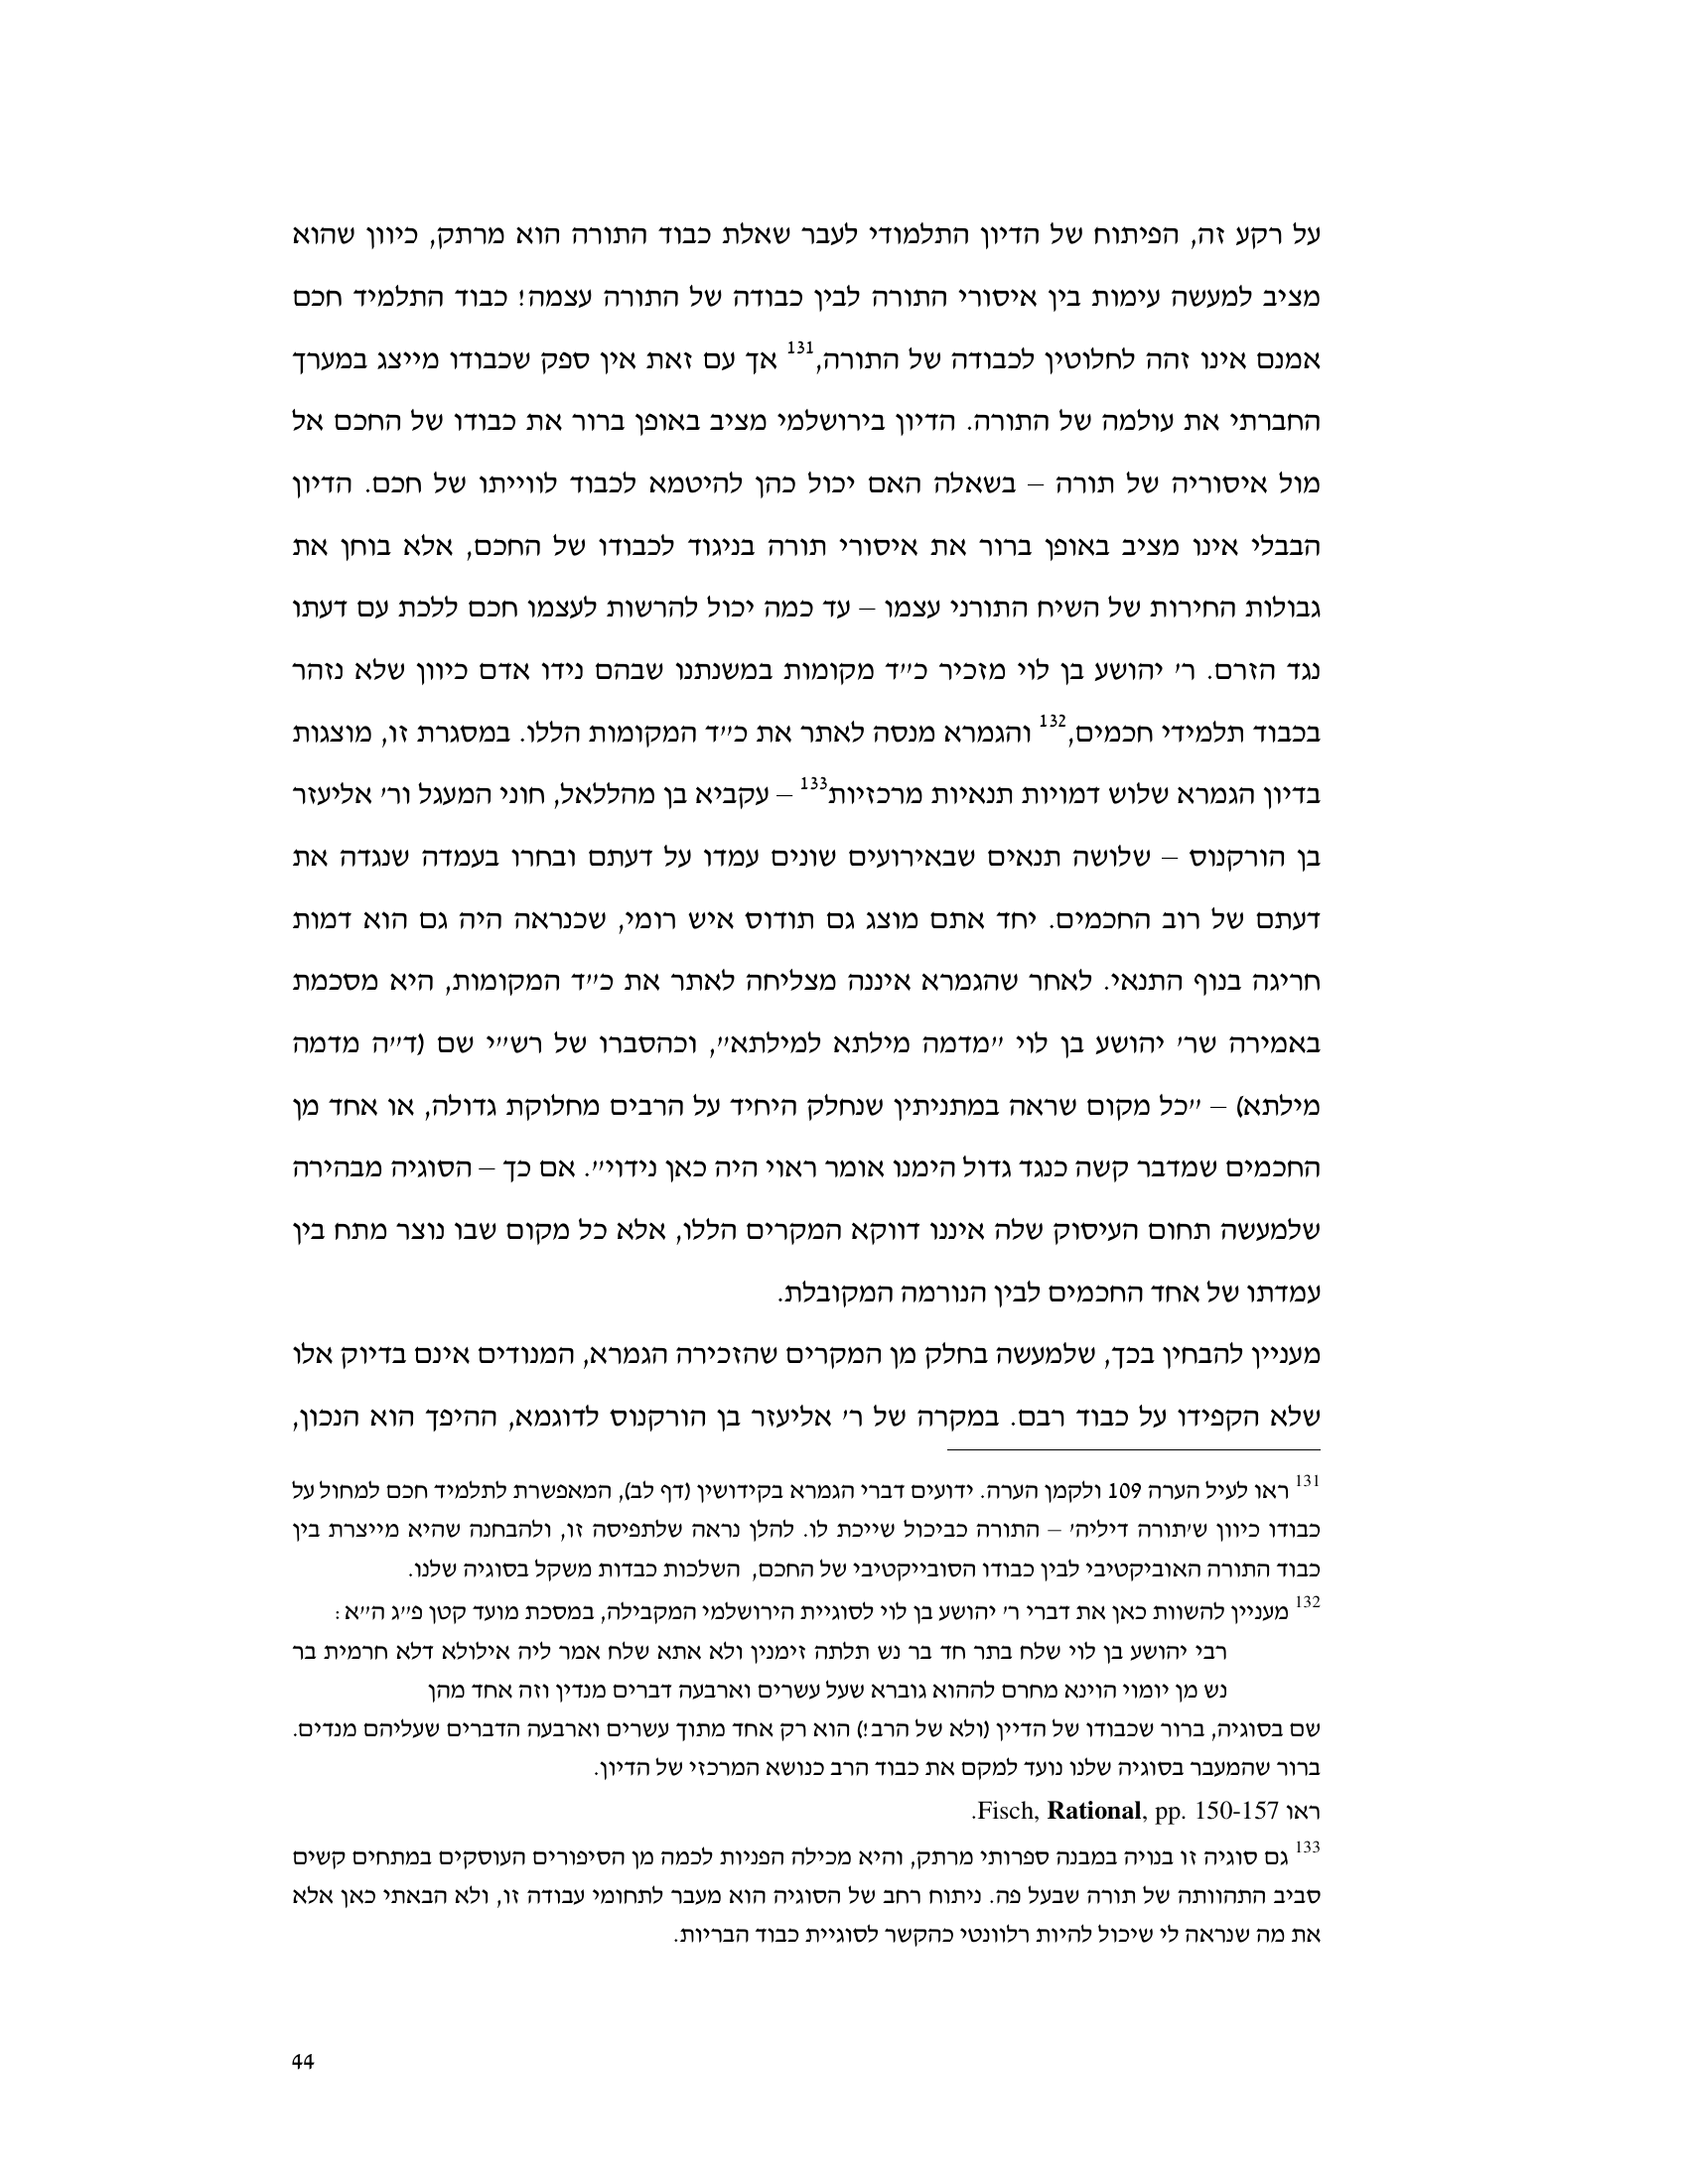 על רקע זה, הפיתוח של הדיון התלמודי לעבר שאלת כבוד התורה הוא מרתק, כיוון שהוא
מציב למעשה עימות בין איסורי התורה לבין כבודה של התורה עצמה! כבוד התלמיד חכם
אמנם אינו זהה לחלוטין לכבודה של התורה,131 אך עם זאת אין ספק שכבודו מייצג במערך
החברתי את עולמה של התורה. הדיון בירושלמי מציב באופן ברור את כבודו של החכם אל
מול איסוריה של תורה – בשאלה האם יכול כהן להיטמא לכבוד לווייתו של חכם. הדיון
הבבלי אינו מציב באופן ברור את איסורי תורה בניגוד לכבודו של החכם, אלא בוחן את
גבולות החירות של השיח התורני עצמו – עד כמה יכול להרשות לעצמו חכם ללכת עם דעתו
נגד הזרם. ר' יהושע בן לוי מזכיר כ"ד מקומות במשנתנו שבהם נידו אדם כיוון שלא נזהר
בכבוד תלמידי חכמים,132 והגמרא מנסה לאתר את כ"ד המקומות הללו. במסגרת זו, מוצגות
בדיון הגמרא שלוש דמויות תנאיות מרכזיות133 – עקביא בן מהללאל, חוני המעגל ור' אליעזר
בן הורקנוס – שלושה תנאים שבאירועים שונים עמדו על דעתם ובחרו בעמדה שנגדה את
דעתם של רוב החכמים. יחד אתם מוצג גם תודוס איש רומי, שכנראה היה גם הוא דמות
חריגה בנוף התנאי. לאחר שהגמרא איננה מצליחה לאתר את כ"ד המקומות, היא מסכמת
באמירה שר' יהושע בן לוי "מדמה מילתא למילתא", וכהסברו של רש"י שם (ד"ה מדמה
מילתא) – "כל מקום שראה במתניתין שנחלק היחיד על הרבים מחלוקת גדולה, או אחד מן
החכמים שמדבר קשה כנגד גדול הימנו אומר ראוי היה כאן נידוי". אם כך – הסוגיה מבהירה
שלמעשה תחום העיסוק שלה איננו דווקא המקרים הללו, אלא כל מקום שבו נוצר מתח בין
עמדתו של אחד החכמים לבין הנורמה המקובלת.
מעניין להבחין בכך, שלמעשה בחלק מן המקרים שהזכירה הגמרא, המנודים אינם בדיוק אלו
שלא הקפידו על כבוד רבם. במקרה של ר' אליעזר בן הורקנוס לדוגמא, ההיפך הוא הנכון,
131 ראו לעיל הערה 109 ולקמן הערה. ידועים דברי הגמרא בקידושין (דף לב), המאפשרת לתלמיד חכם למחול על
כבודו כיוון ש'תורה דיליה' – התורה כביכול שייכת לו. להלן נראה שלתפיסה זו, ולהבחנה שהיא מייצרת בין
כבוד התורה האוביקטיבי לבין כבודו הסובייקטיבי של החכם, השלכות כבדות משקל בסוגיה שלנו.
132 מעניין להשוות כאן את דברי ר' יהושע בן לוי לסוגיית הירושלמי המקבילה, במסכת מועד קטן פ"ג ה"א:
רבי יהושע בן לוי שלח בתר חד בר נש תלתה זימנין ולא אתא שלח אמר ליה אילולא דלא חרמית בר
נש מן יומוי הוינא מחרם לההוא גוברא שעל עשרים וארבעה דברים מנדין וזה אחד מהן
שם בסוגיה, ברור שכבודו של הדיין (ולא של הרב!) הוא רק אחד מתוך עשרים וארבעה הדברים שעליהם מנדים.
ברור שהמעבר בסוגיה שלנו נועד למקם את כבוד הרב כנושא המרכזי של הדיון.
ראו Fisch, Rational, pp. 150-157.
133 גם סוגיה זו בנויה במבנה ספרותי מרתק, והיא מכילה הפניות לכמה מן הסיפורים העוסקים במתחים קשים
סביב התהוותה של תורה שבעל פה. ניתוח רחב של הסוגיה הוא מעבר לתחומי עבודה זו, ולא הבאתי כאן אלא
את מה שנראה לי שיכול להיות רלוונטי כהקשר לסוגיית כבוד הבריות.
44